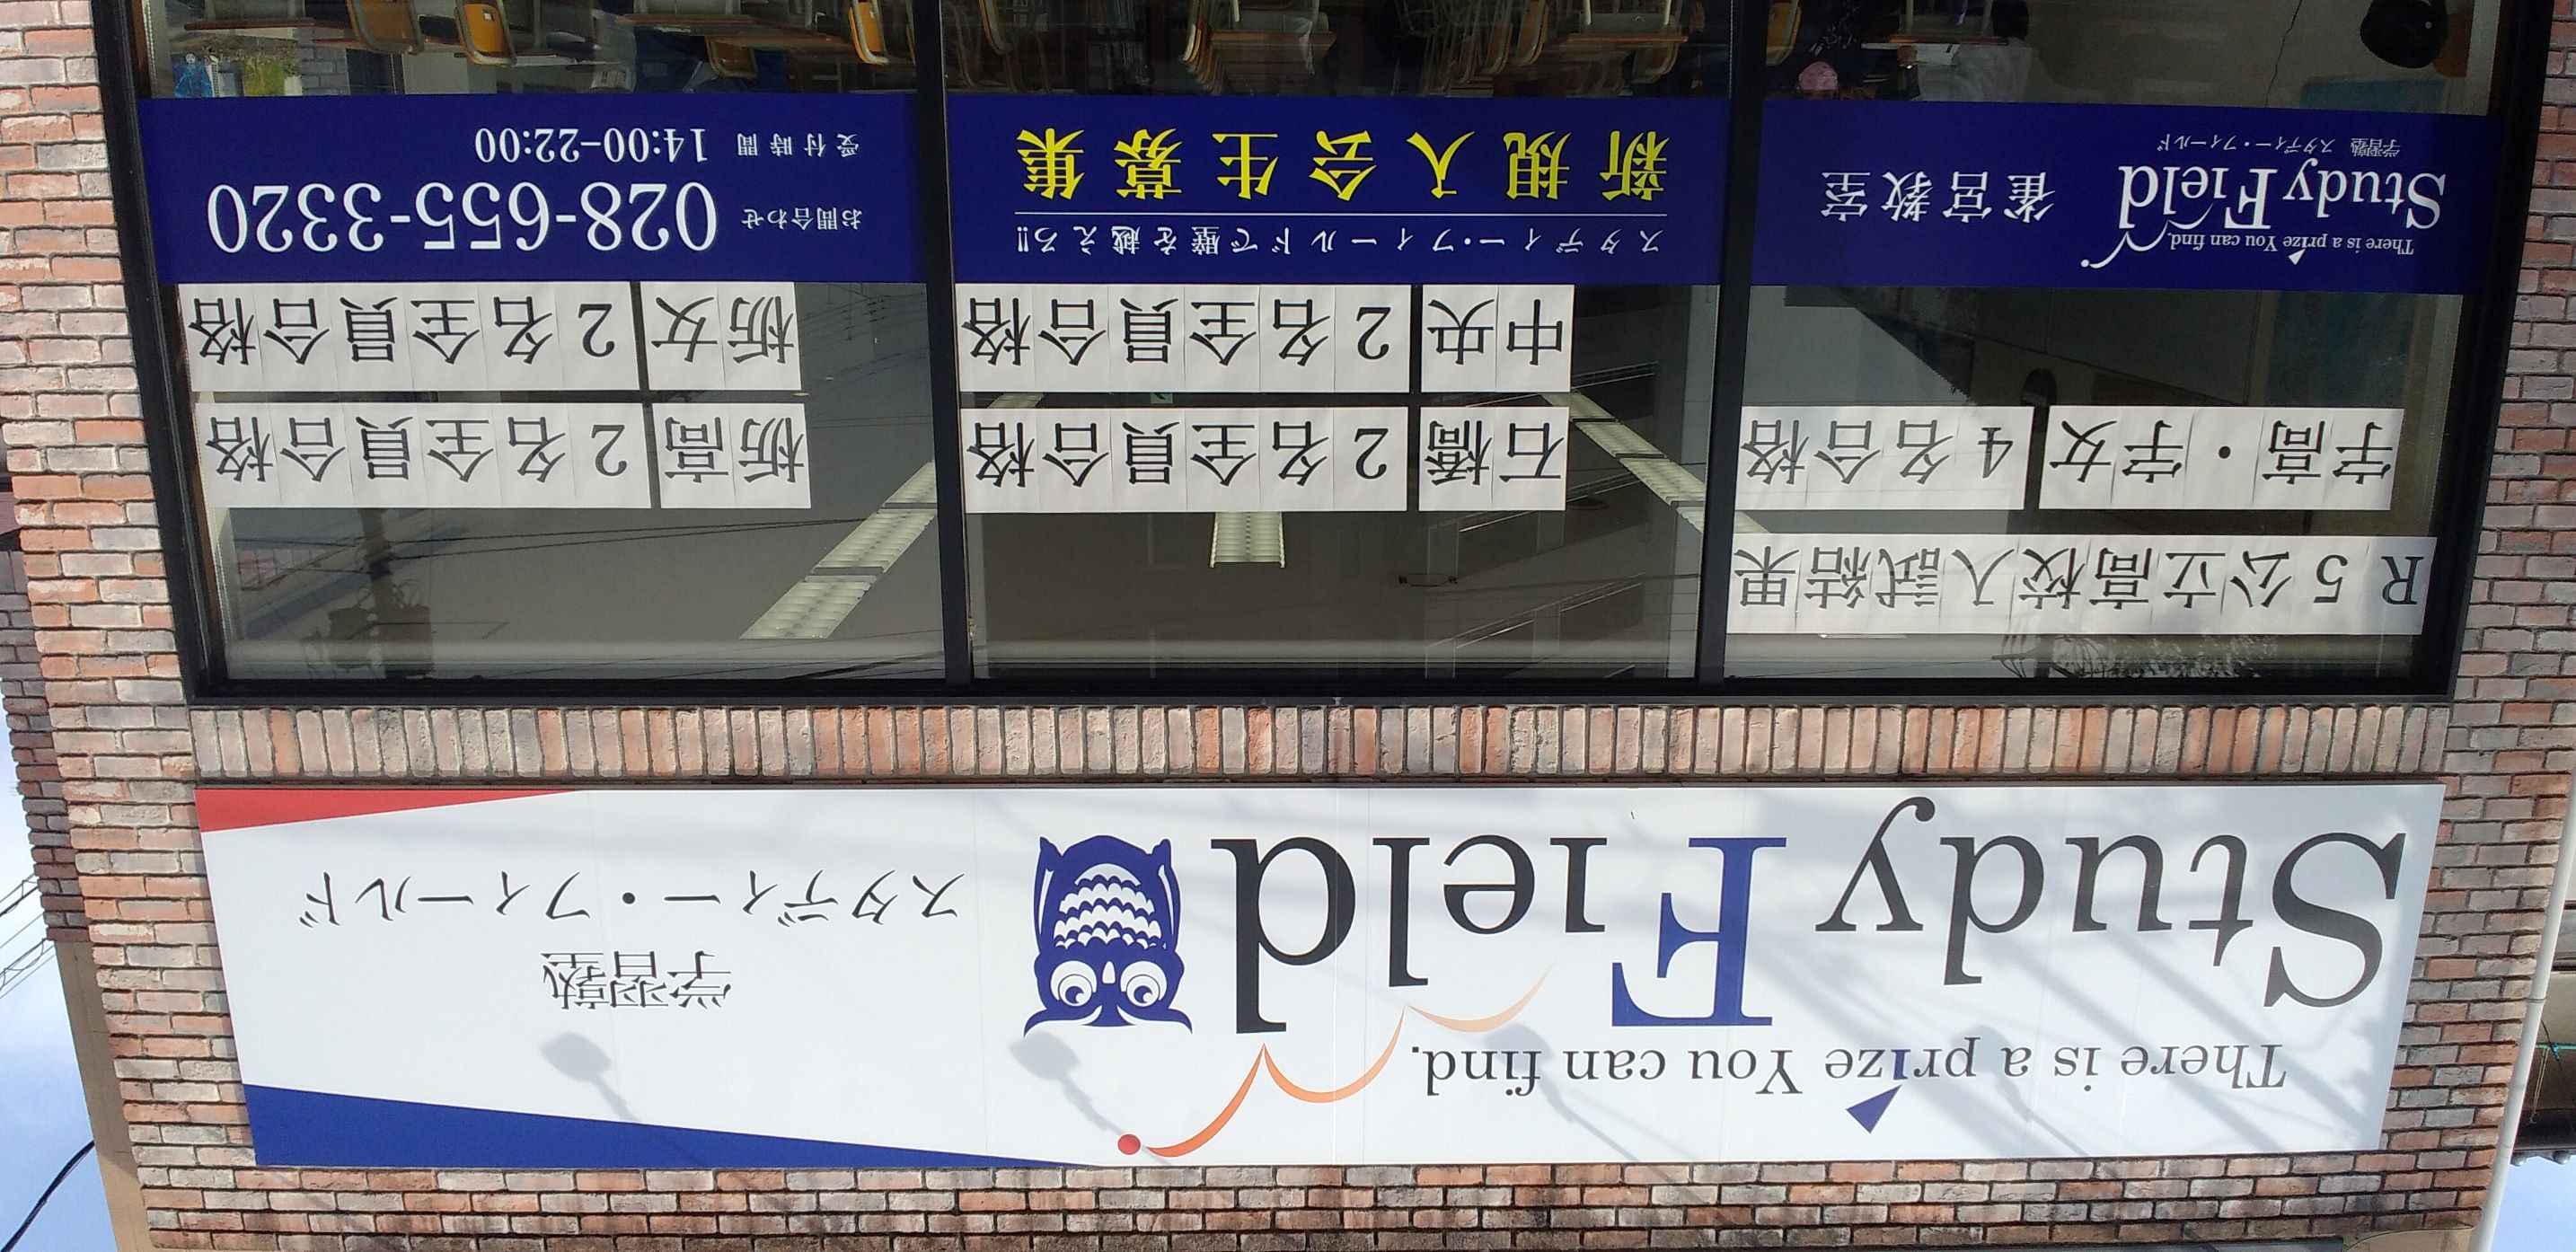 There is a prize You can find.
Study Field
学習塾
スタディー・フィールド
R5公立高校入試結果
宇高・宇女 4名合格
石橋 2名全員合格
中央 2名全員合格
栃高 2名全員合格
栃女 2名全員合格
There is a prize You can find.
Study Field
学習塾 スタディー・フィールド
雀宮教室
スタディー・フィールドで壁を越えろ!!
新規入会生募集
お問合わせ 028-655-3320
受付時間 14:00-22:00